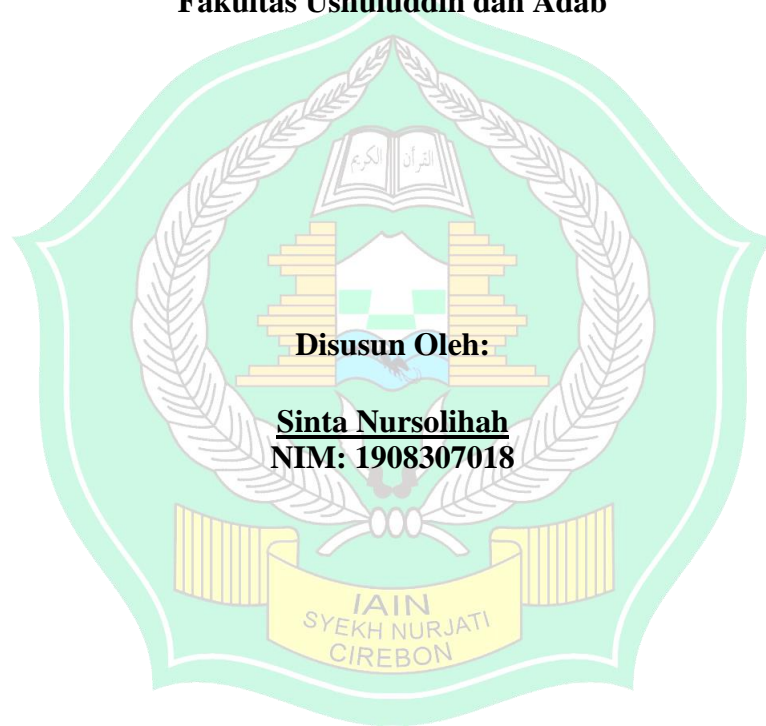 Fakultas Ushuluddin dan Adab
القرآن الكريم
Disusun Oleh:
Sinta Nursolihah
NIM: 1908307018
IAIN
SYEKH NURJATI
CIREBON